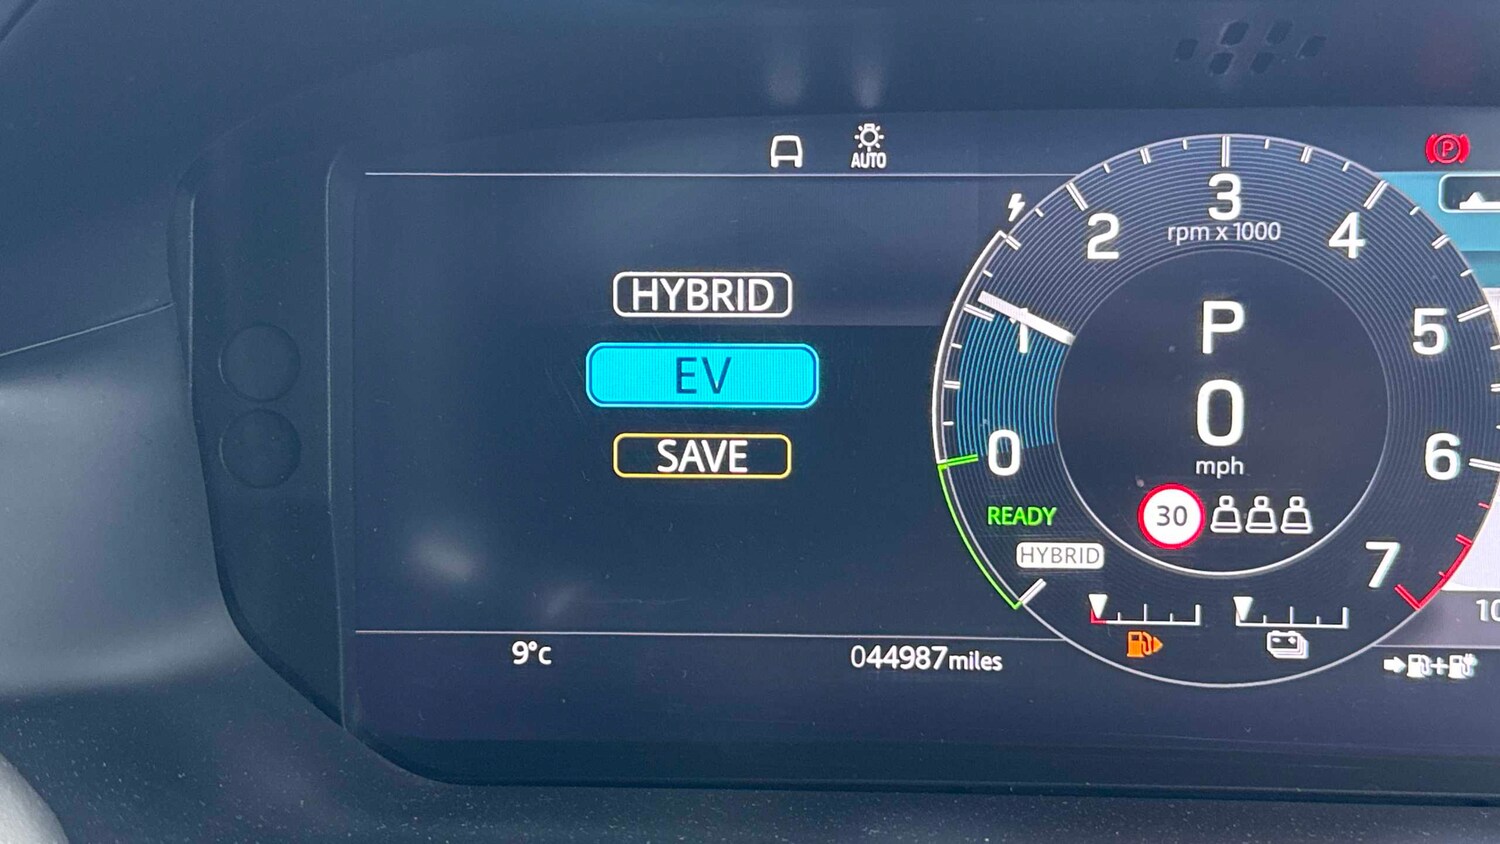 AUTO
P
HYBRID
EV
SAVE
0
1
2
3
4
5
6
7
rpm x 1000
P
0
mph
30
READY
HYBRID
9°c
044987 miles